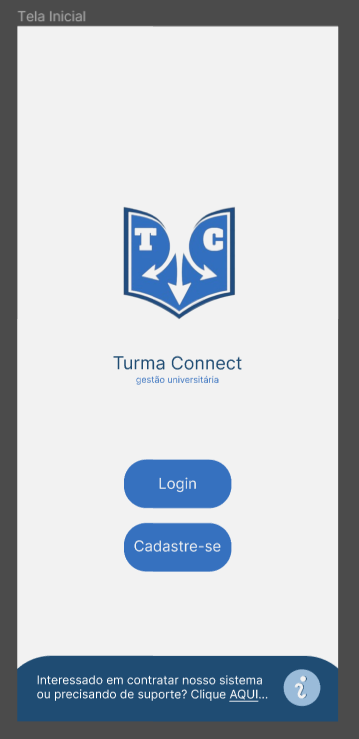 Tela Inicial
T C
Turma Connect
gestão universitária
Login
Cadastre-se
Interessado em contratar nosso sistema
ou precisando de suporte? Clique AQUI...
i